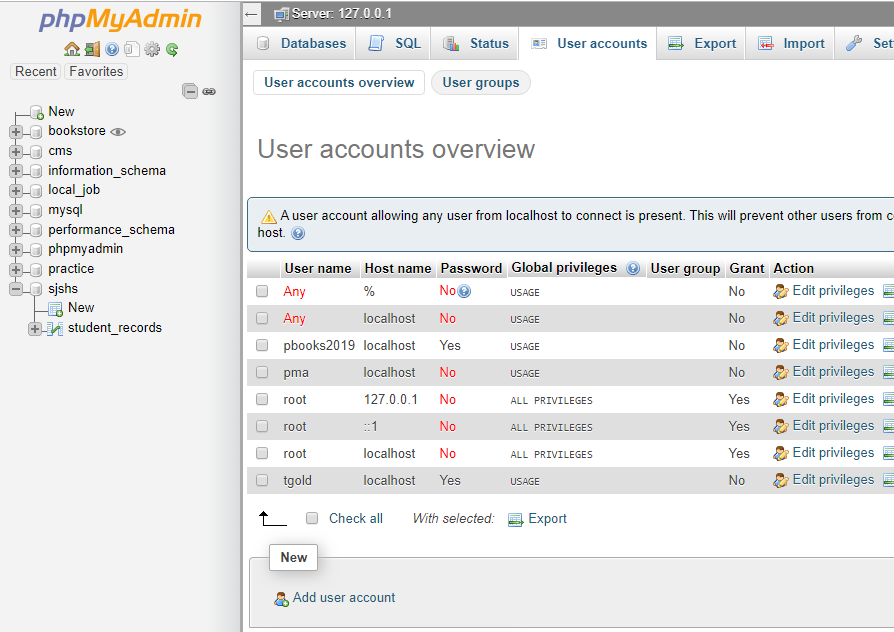 phpMyAdmin
Recent Favorites
New
bookstore
cms
information_schema
local_job
mysql
performance_schema
phpmyadmin
practice
sjshs
New
student_records
← Server: 127.0.0.1
Databases SQL Status User accounts Export Import Set
User accounts overview User groups
User accounts overview
A user account allowing any user from localhost to connect is present. This will prevent other users from c
host.
User name Host name Password Global privileges User group Grant Action
Any % No USAGE No Edit privileges
Any localhost No USAGE No Edit privileges
pbooks2019 localhost Yes USAGE No Edit privileges
pma localhost No USAGE No Edit privileges
root 127.0.0.1 No ALL PRIVILEGES Yes Edit privileges
root ::1 No ALL PRIVILEGES Yes Edit privileges
root localhost No ALL PRIVILEGES Yes Edit privileges
tgold localhost Yes USAGE No Edit privileges
Check all With selected: Export
New
Add user account